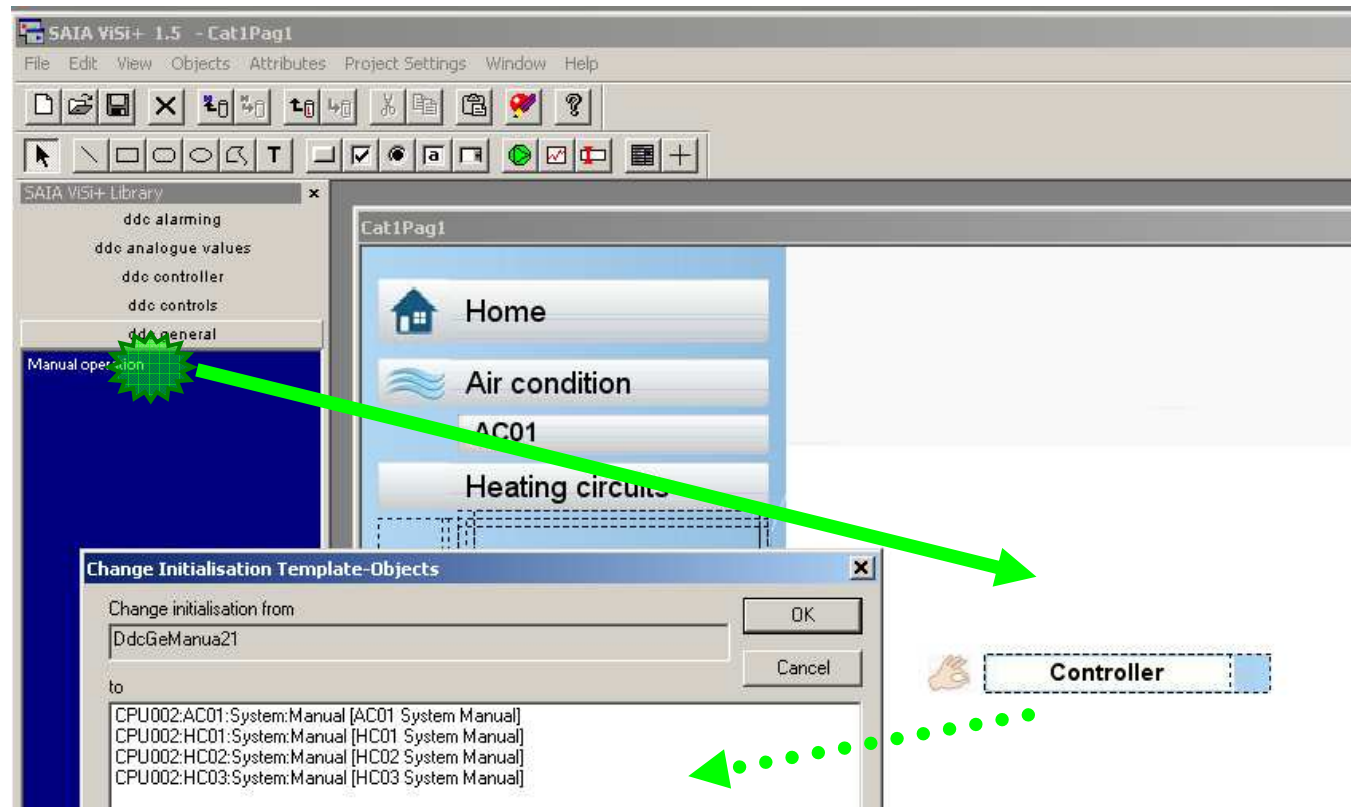 SAIA ViSi+ 1.5 - Cat1Pag1
File Edit View Objects Attributes Project Settings Window Help
T
a
SAIA ViSi+ Library
ddc alarming
ddc analogue values
ddc controller
ddc controls
ddc general
Manual operation
Cat1Pag1
Home
Air condition
AC01
Heating circuits
Change Initialisation Template-Objects
Change initialisation from
OK
DdcGeManua21
Cancel
to
CPU002:AC01:System:Manual [AC01 System Manual]
CPU002:HC01:System:Manual [HC01 System Manual]
CPU002:HC02:System:Manual [HC02 System Manual]
CPU002:HC03:System:Manual [HC03 System Manual]
Controller